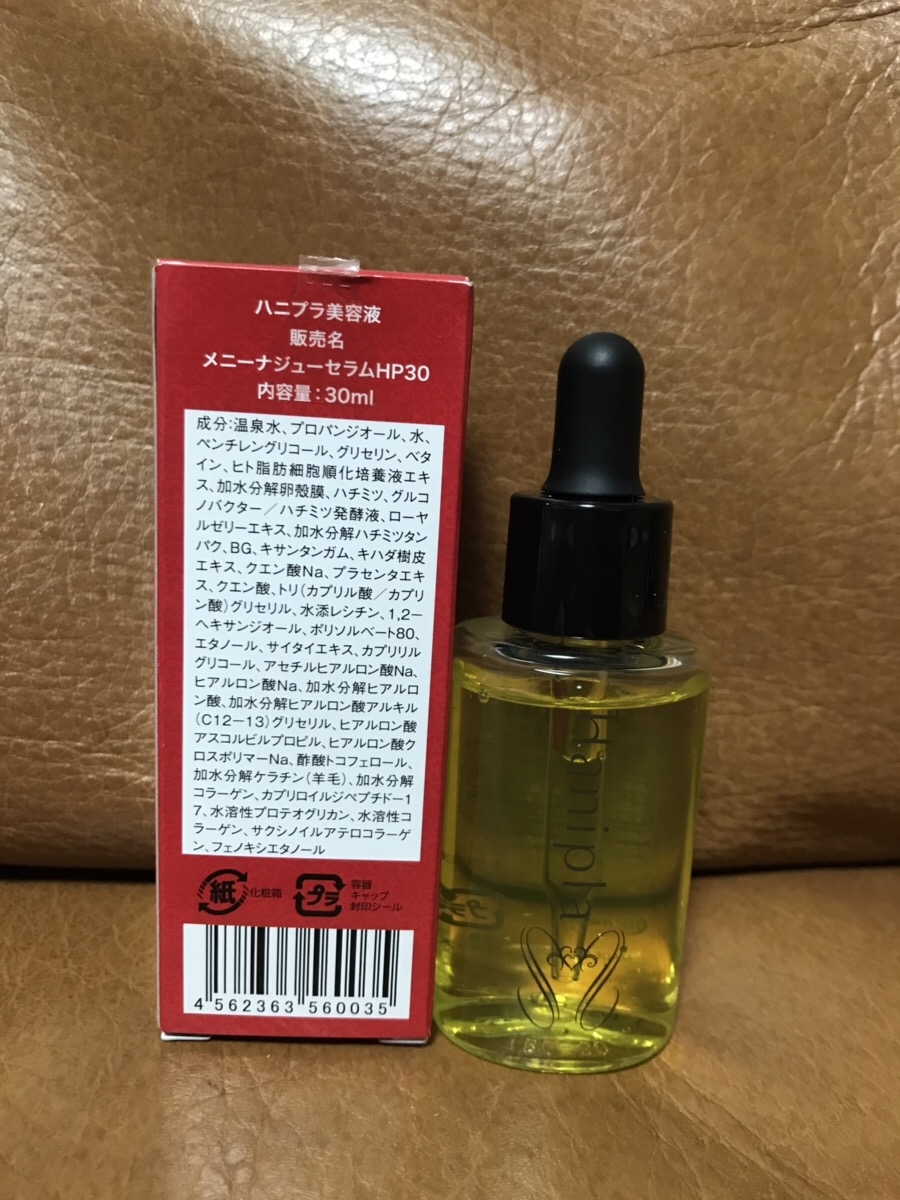 ハニプラ美容液
販売名
メニーナジューセラムHP30
内容量：30ml
成分：温泉水、プロパンジオール、水、
ペンチレングリコール、グリセリン、ベタ
イン、ヒト脂肪細胞順化培養液エキ
ス、加水分解卵殻膜、ハチミツ、グルコ
ノバクター／ハチミツ発酵液、ローヤ
ルゼリーエキス、加水分解ハチミツタン
パク、BG、キサンタンガム、キハダ樹皮
エキス、クエン酸Na、プラセンタエキ
ス、クエン酸、トリ（カプリル酸／カプリ
ン酸）グリセリル、水添レシチン、1,2−
ヘキサンジオール、ポリソルベート80、
エタノール、サイタイエキス、カプリリル
グリコール、アセチルヒアルロン酸Na、
ヒアルロン酸Na、加水分解ヒアルロ
ン酸、加水分解ヒアルロン酸アルキル
（C12−13）グリセリル、ヒアルロン酸
アスコルビルプロピル、ヒアルロン酸ク
ロスポリマーNa、酢酸トコフェロール、
加水分解ケラチン（羊毛）、加水分解
コラーゲン、カプロイルジペプチド−1
7、水溶性プロテオグリカン、水溶性コ
ラーゲン、サクシノイルアテロコラーゲ
ン、フェノキシエタノール
紙 化粧箱
プラ 容器
キャップ
封印シール
4 562363 560035
Hannipla
プラ